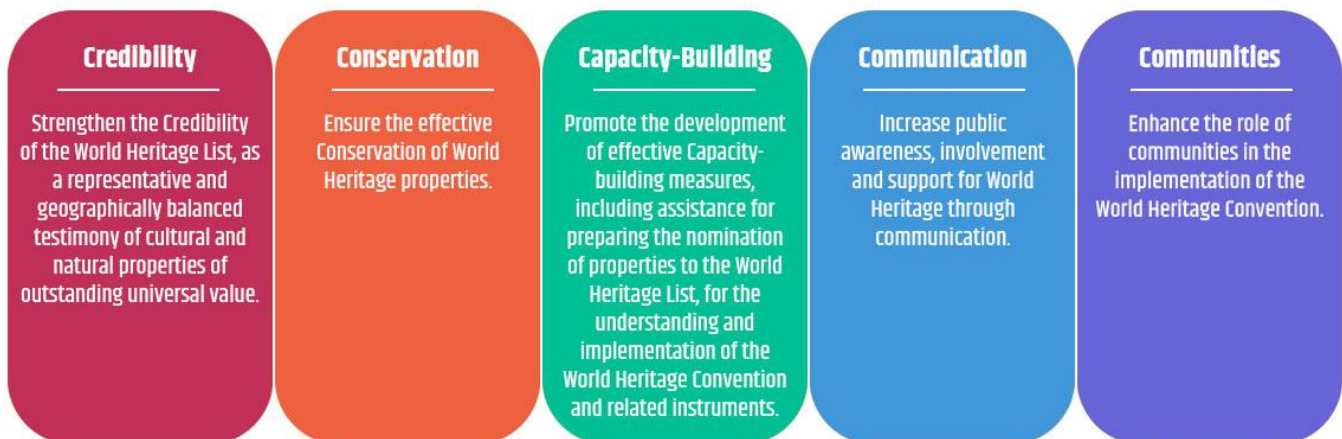 Credibility
Strengthen the Credibility
of the World Heritage List, as
a representative and
geographically balanced
testimony of cultural and
natural properties of
outstanding universal value.
Conservation
Ensure the effective
Conservation of World
Heritage properties.
Capacity-Building
Promote the development
of effective Capacity-
building measures,
including assistance for
preparing the nomination
of properties to the World
Heritage List, for the
understanding and
implementation of the
World Heritage Convention
and related instruments.
Communication
Increase public
awareness, involvement
and support for World
Heritage through
communication.
Communities
Enhance the role of
communities in the
implementation of the
World Heritage Convention.